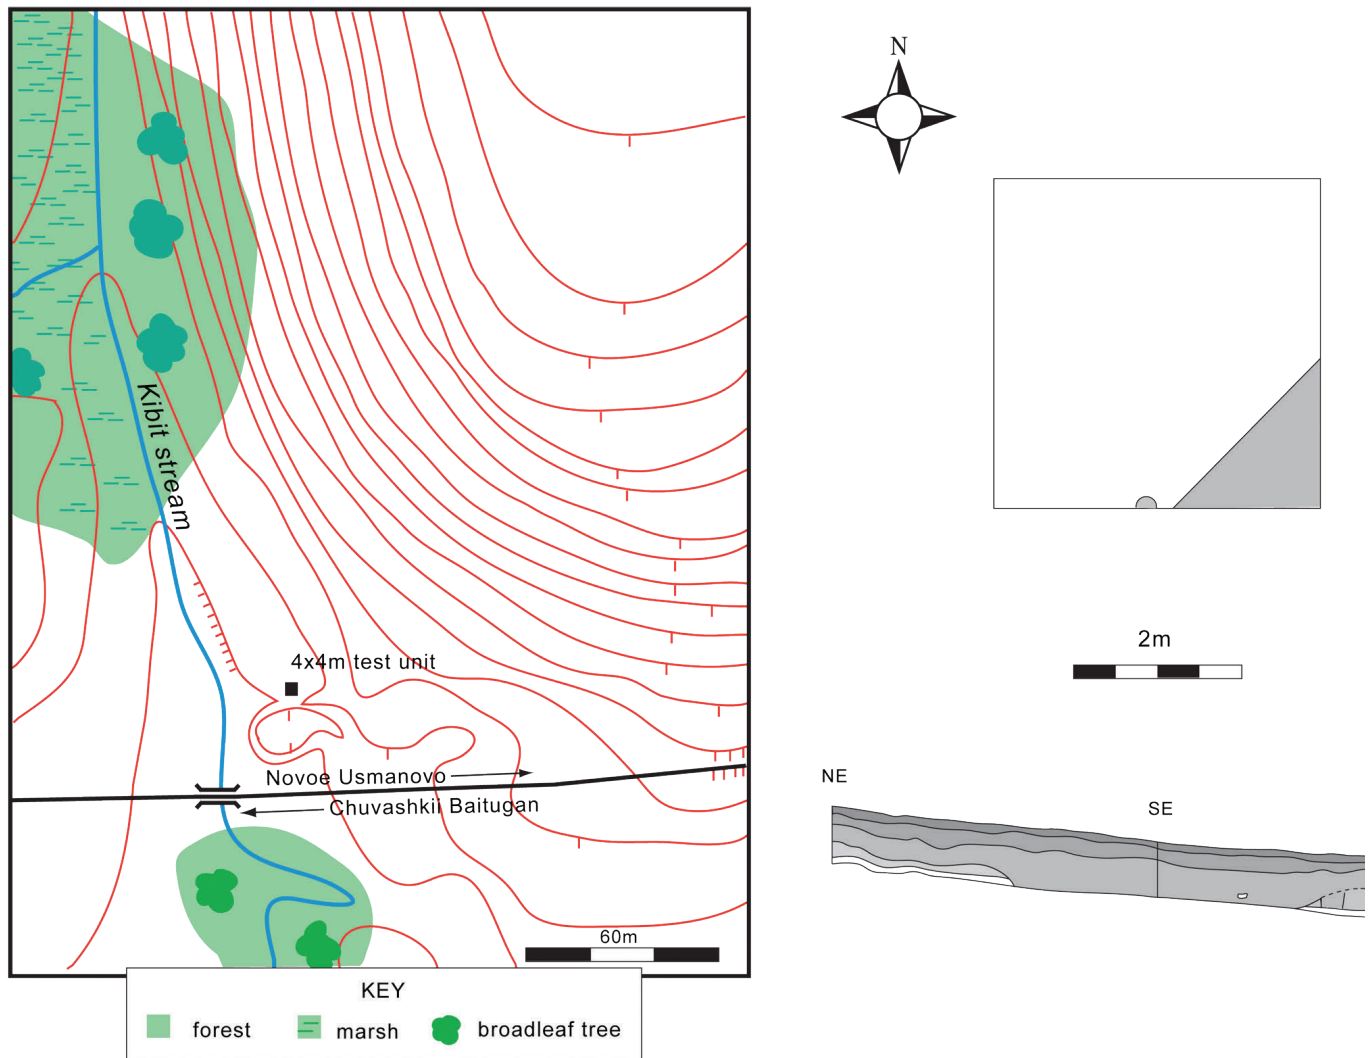 N
Kibit stream
4x4m test unit
2m
Novoe Usmanovo
NE
Chuvashkii Baitugan
SE
60m
KEY
forest
marsh
broadleaf tree